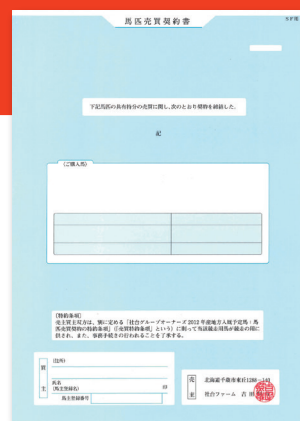 馬匹売買契約書
下記馬匹の共有持分の売買に関し、次のとおり契約を締結した。
記
(ご購入馬)
[特約条項]
売主買主双方は、別に定める「社台グループオーナーズ2012年産地方入厩予定馬:馬
匹売買契約の特約条項」(「売買特約条項」という)に則って当該競走用馬が競走の用に
供され、また、事務手続きの行われることを了承する。
買主
(住所)
氏名
(馬主登録名)
印
馬主登録番号
売主
北海道千歳市東丘1288－143
社台ファーム 吉田